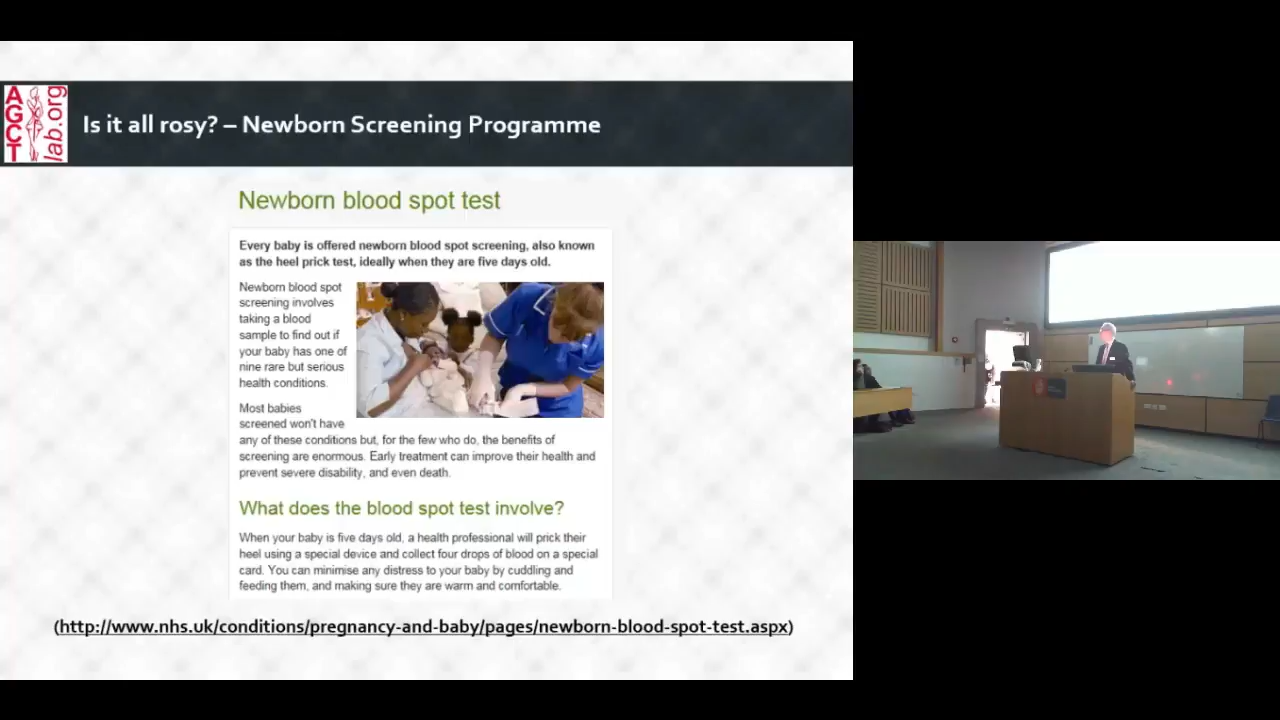 AGCT
lab.org
Is it all rosy? – Newborn Screening Programme
Newborn blood spot test
Every baby is offered newborn blood spot screening, also known
as the heel prick test, ideally when they are five days old.
Newborn blood spot
screening involves
taking a blood
sample to find out if
your baby has one of
nine rare but serious
health conditions.
Most babies
screened won't have
any of these conditions but, for the few who do, the benefits of
screening are enormous. Early treatment can improve their health and
prevent severe disability, and even death.
What does the blood spot test involve?
When your baby is five days old, a health professional will prick their
heel using a special device and collect four drops of blood on a special
card. You can minimise any distress to your baby by cuddling and
feeding them, and making sure they are warm and comfortable.
(http://www.nhs.uk/conditions/pregnancy-and-baby/pages/newborn-blood-spot-test.aspx)